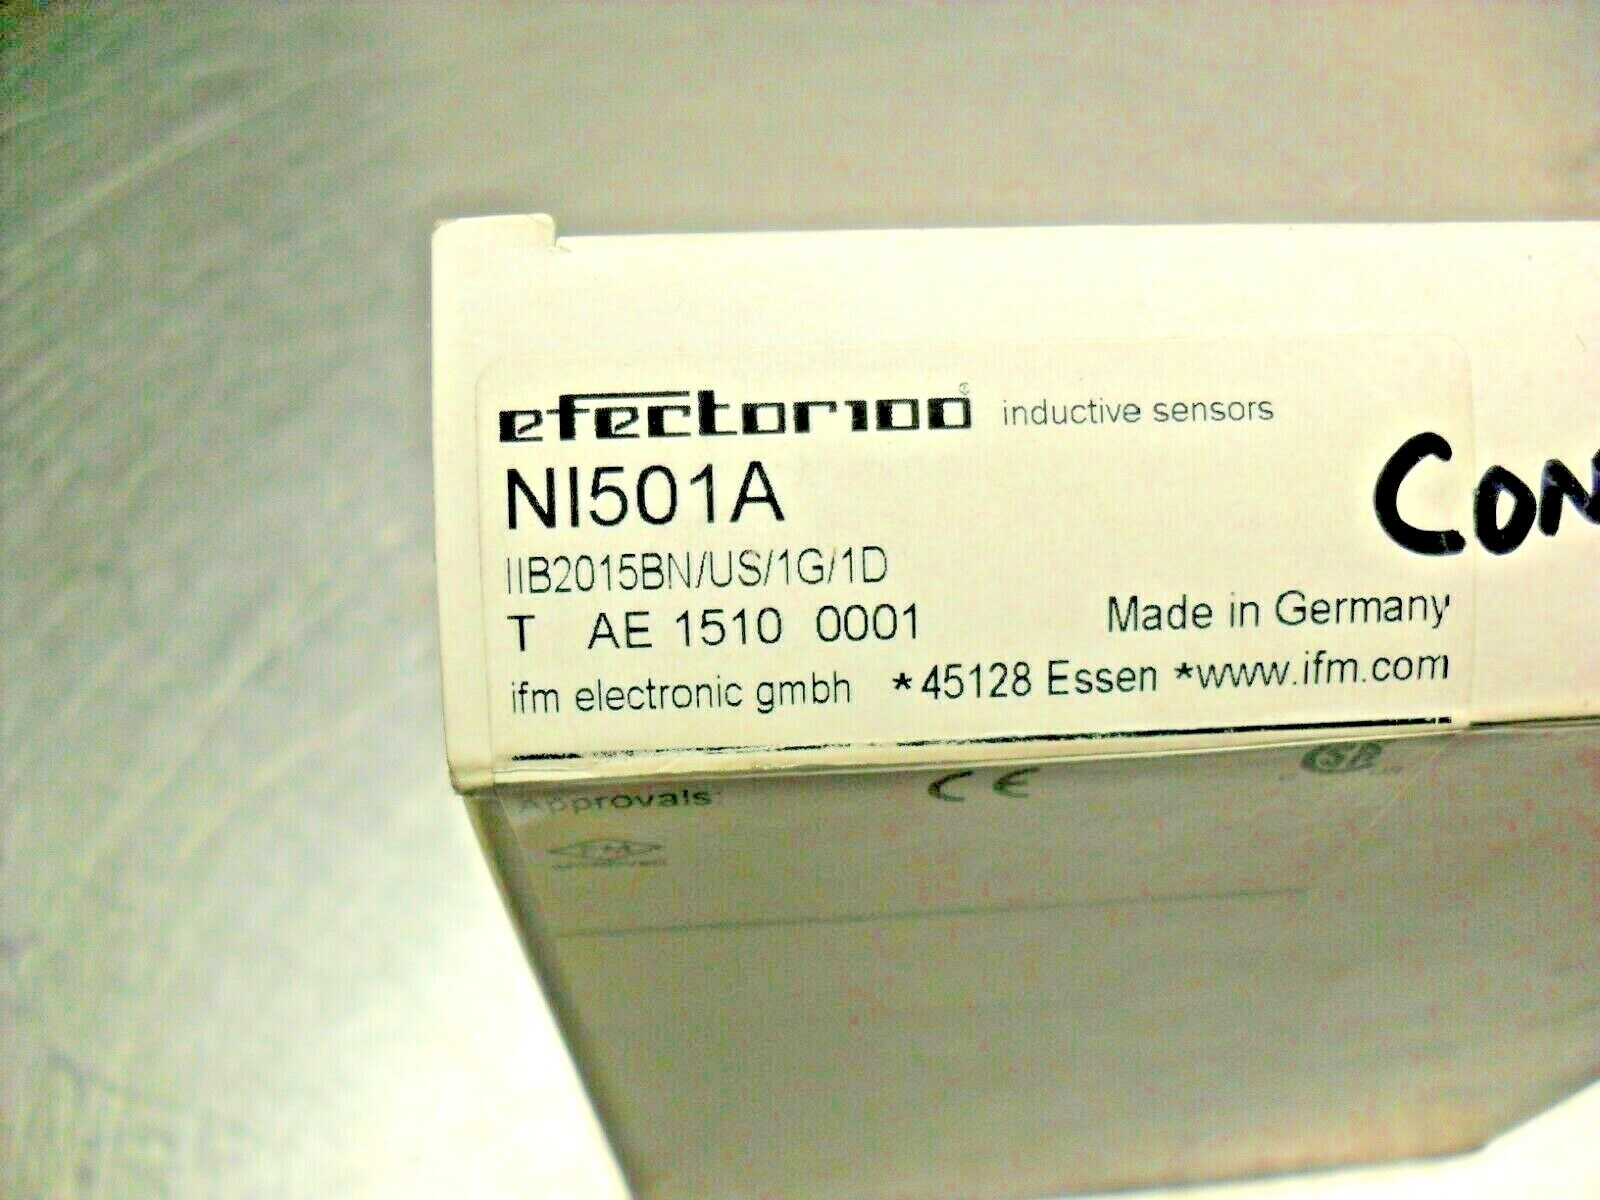 efector100® inductive sensors
NI501A
CON
IIB2015BN/US/1G/1D
T AE 1510 0001 Made in Germany
ifm electronic gmbh *45128 Essen *www.ifm.com
Approvals:
CE
FM